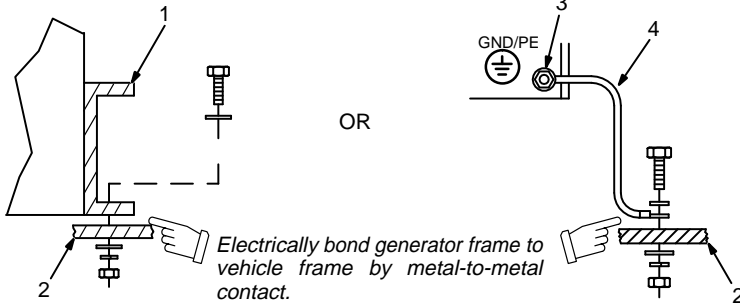 1
3
GND/PE
4
OR
Electrically bond generator frame to
vehicle frame by metal-to-metal
contact.
2
2